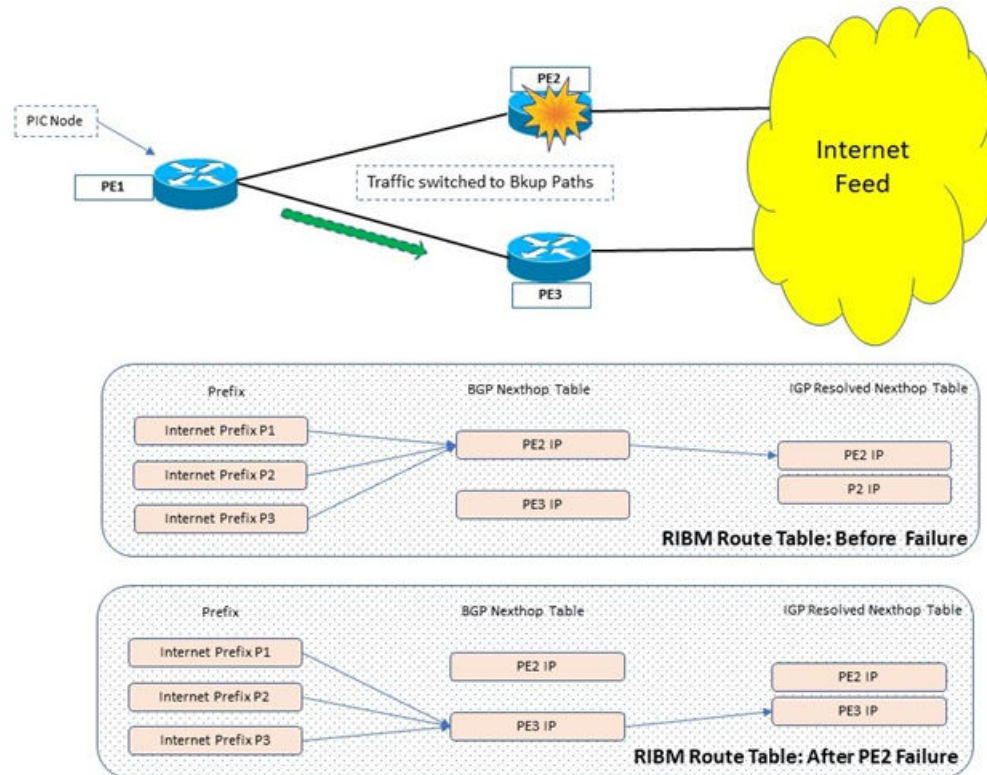 PE2
PIC Node
PE1
Traffic switched to Bkup Paths
Internet
Feed
PE3
Prefix
BGP Nexthop Table
IGP Resolved Nexthop Table
Internet Prefix P1
PE2 IP
PE2 IP
Internet Prefix P2
P2 IP
PE3 IP
Internet Prefix P3
RIBM Route Table: Before Failure
Prefix
BGP Nexthop Table
IGP Resolved Nexthop Table
Internet Prefix P1
PE2 IP
PE2 IP
Internet Prefix P2
PE3 IP
PE3 IP
Internet Prefix P3
RIBM Route Table: After PE2 Failure